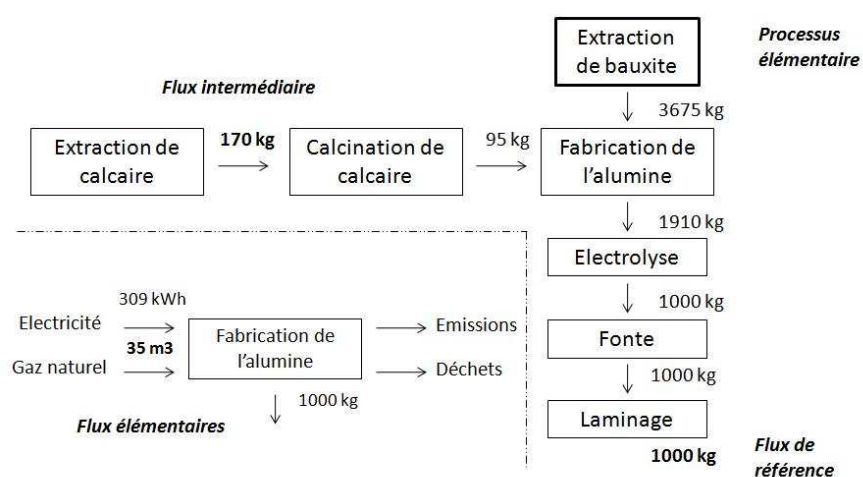 Extraction
de bauxite
Processus
élémentaire
Flux intermédiaire
3675 kg
Extraction de
calcaire
170 kg
Calcination de
calcaire
95 kg
Fabrication de
l'alumine
1910 kg
Electrolyse
1000 kg
Fonte
1000 kg
Laminage
1000 kg
Flux de
référence
309 kWh
Electricité
35 m3
Gaz naturel
Fabrication de
l'alumine
Emissions
Déchets
1000 kg
Flux élémentaires